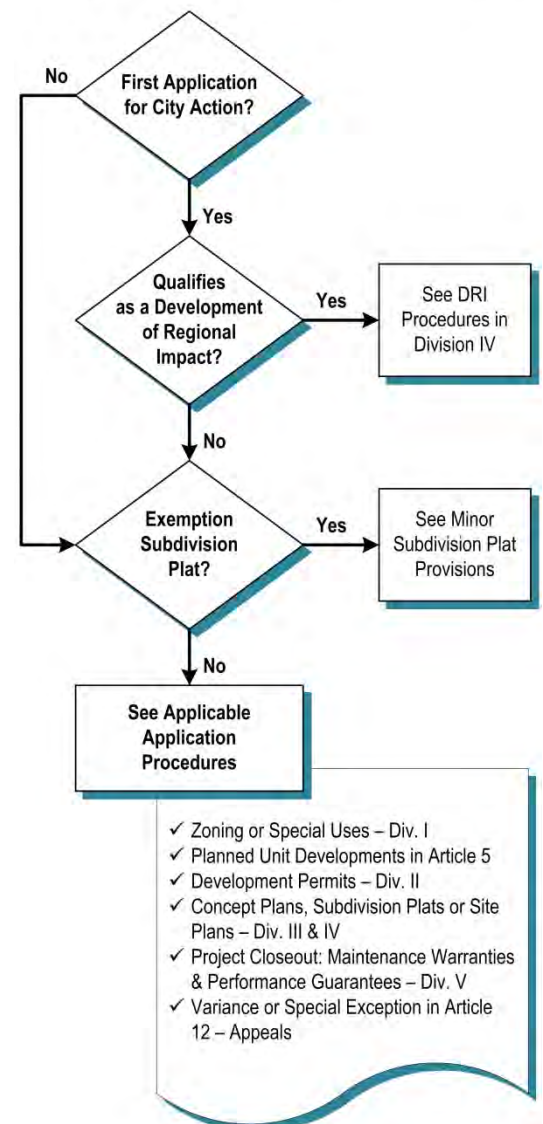 No
First Application
for City Action?
Yes
Qualifies
as a Development
of Regional
Impact?
Yes
See DRI
Procedures in
Division IV
No
Exemption
Subdivision
Plat?
Yes
See Minor
Subdivision Plat
Provisions
No
See Applicable
Application
Procedures
✓ Zoning or Special Uses – Div. I
✓ Planned Unit Developments in Article 5
✓ Development Permits – Div. II
✓ Concept Plans, Subdivision Plats or Site
Plans – Div. III & IV
✓ Project Closeout: Maintenance Warranties
& Performance Guarantees – Div. V
✓ Variance or Special Exception in Article
12 – Appeals